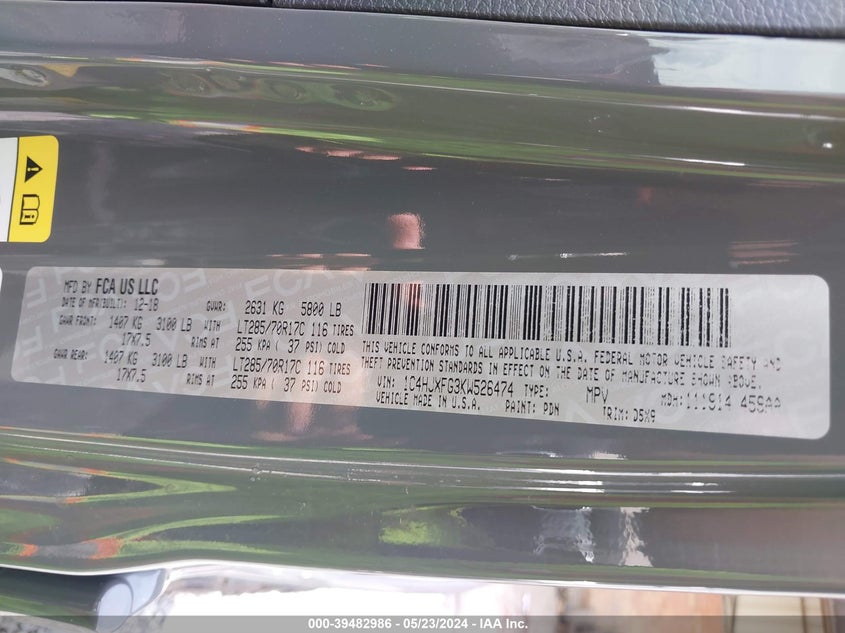 MFD BY FCA US LLC
DATE OF MFR(BUILT): 12-18 GVWR: 2631 KG 5800 LB
GAWR FRONT: 1407 KG 3100 LB WITH LT285/70R17C 116 TIRES
17X7.5 RIMS AT 255 KPA ( 37 PSI) COLD
GAWR REAR: 1407 KG 3100 LB WITH LT285/70R17C 116 TIRES
17X7.5 RIMS AT 255 KPA ( 37 PSI) COLD
THIS VEHICLE CONFORMS TO ALL APPLICABLE U.S.A. FEDERAL MOTOR VEHICLE SAFETY AND
THEFT PREVENTION STANDARDS IN EFFECT ON THE DATE OF MANUFACTURE SHOWN ABOVE.
VIN: 1C4HJXFG3KW526474 TYPE: MPV MDH: 111914 459AA
VEHICLE MADE IN U.S.A. PAINT: PDN TRIM: D5X9
000-39482986 / 05/23/2024 / IAA Inc.